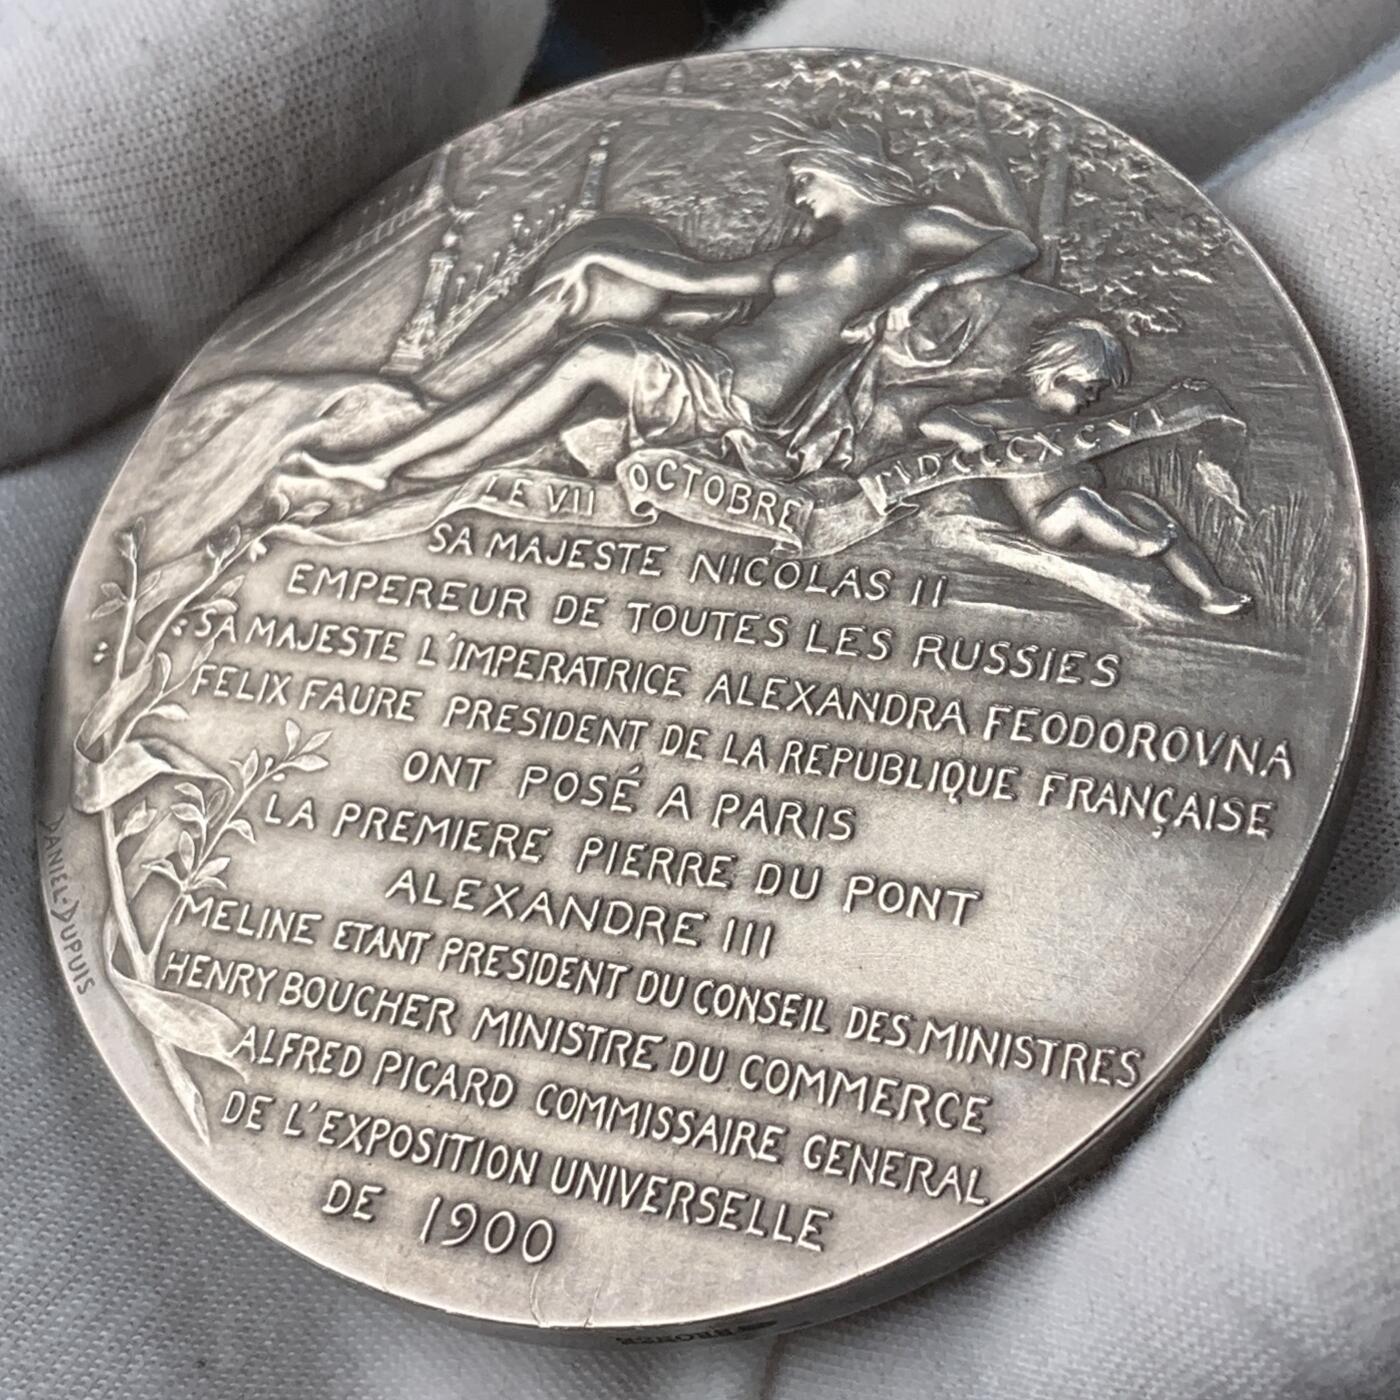 LE VII OCTOBRE MDCCCXCVI
SA MAJESTE NICOLAS II
EMPEREUR DE TOUTES LES RUSSIES
SA MAJESTE L'IMPERATRICE ALEXANDRA FEODOROVNA
FELIX FAURE PRESIDENT DE LA REPUBLIQUE FRANÇAISE
ONT POSÉ A PARIS
LA PREMIERE PIERRE DU PONT
ALEXANDRE III
MELINE ETANT PRESIDENT DU CONSEIL DES MINISTRES
HENRY BOUCHER MINISTRE DU COMMERCE
ALFRED PICARD COMMISSAIRE GENERAL
DE L'EXPOSITION UNIVERSELLE
DE 1900
DANIEL-DUPUIS